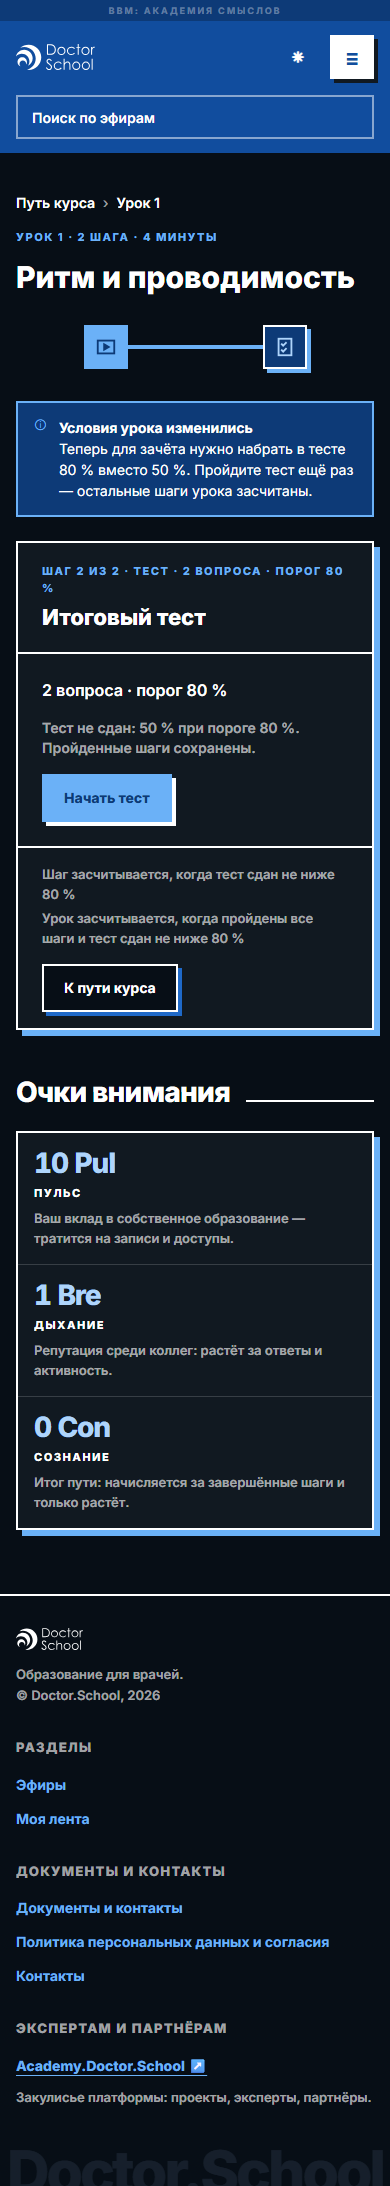 ВВМ: АКАДЕМИЯ СМЫСЛОВ
Doctor
School
Поиск по эфирам
Путь курса › Урок 1
УРОК 1 · 2 ШАГА · 4 МИНУТЫ
Ритм и проводимость
Условия урока изменились
Теперь для зачёта нужно набрать в тесте
80 % вместо 50 %. Пройдите тест ещё раз
— остальные шаги урока засчитаны.
ШАГ 2 ИЗ 2 · ТЕСТ · 2 ВОПРОСА · ПОРОГ 80
%
Итоговый тест
2 вопроса · порог 80 %
Тест не сдан: 50 % при пороге 80 %.
Пройденные шаги сохранены.
Начать тест
Шаг засчитывается, когда тест сдан не ниже
80 %
Урок засчитывается, когда пройдены все
шаги и тест сдан не ниже 80 %
К пути курса
Очки внимания
10 Pul
ПУЛЬС
Ваш вклад в собственное образование —
тратится на записи и доступы.
1 Bre
ДЫХАНИЕ
Репутация среди коллег: растёт за ответы и
активность.
0 Con
СОЗНАНИЕ
Итог пути: начисляется за завершённые шаги и
только растёт.
Doctor
School
Образование для врачей.
© Doctor.School, 2026
РАЗДЕЛЫ
Эфиры
Моя лента
ДОКУМЕНТЫ И КОНТАКТЫ
Документы и контакты
Политика персональных данных и согласия
Контакты
ЭКСПЕРТАМ И ПАРТНЁРАМ
Academy.Doctor.School ↗
Закулисье платформы: проекты, эксперты, партнёры.
Doctor.School